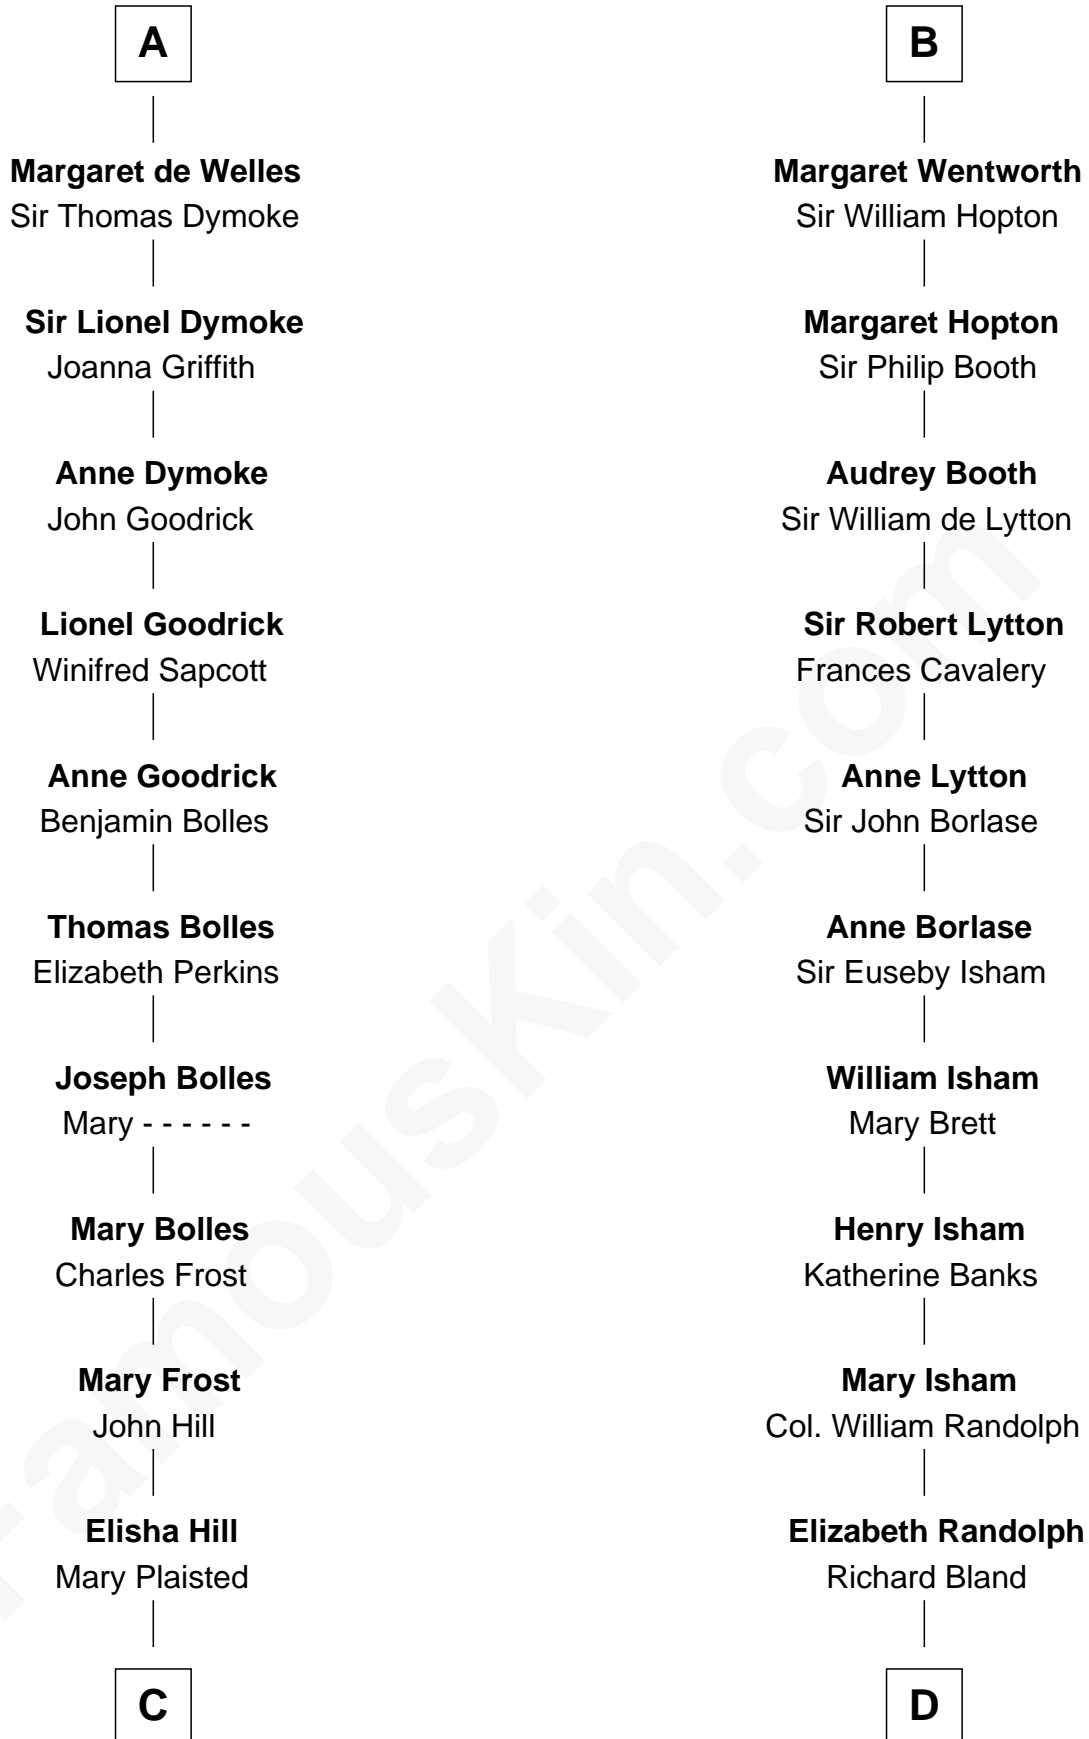 A
Margaret de Welles
Sir Thomas Dymoke
Sir Lionel Dymoke
Joanna Griffith
Anne Dymoke
John Goodrick
Lionel Goodrick
Winifred Sapcott
Anne Goodrick
Benjamin Bolles
Thomas Bolles
Elizabeth Perkins
Joseph Bolles
Mary - - - - - -
Mary Bolles
Charles Frost
Mary Frost
John Hill
Elisha Hill
Mary Plaisted
C
B
Margaret Wentworth
Sir William Hopton
Margaret Hopton
Sir Philip Booth
Audrey Booth
Sir William de Lytton
Sir Robert Lytton
Frances Cavalery
Anne Lytton
Sir John Borlase
Anne Borlase
Sir Euseby Isham
William Isham
Mary Brett
Henry Isham
Katherine Banks
Mary Isham
Col. William Randolph
Elizabeth Randolph
Richard Bland
D
FamousKin.com